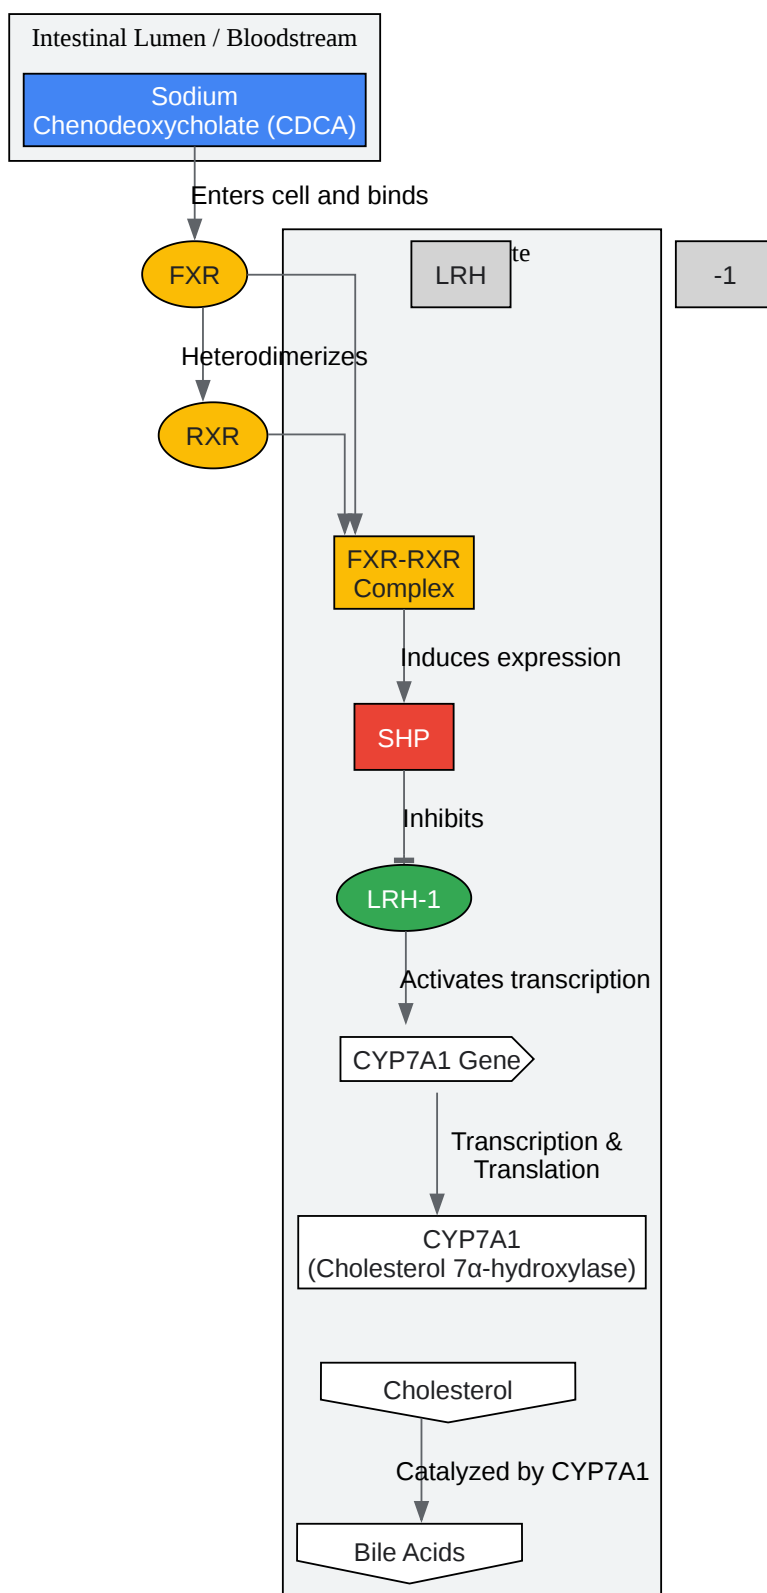 Intestinal Lumen / Bloodstream
Sodium
Chenodeoxycholate (CDCA)
Enters cell and binds
FXR
LRH
te
-1
Heterodimerizes
RXR
FXR-RXR
Complex
Induces expression
SHP
Inhibits
LRH-1
Activates transcription
CYP7A1 Gene
Transcription &
Translation
CYP7A1
(Cholesterol 7α-hydroxylase)
Cholesterol
Catalyzed by CYP7A1
Bile Acids